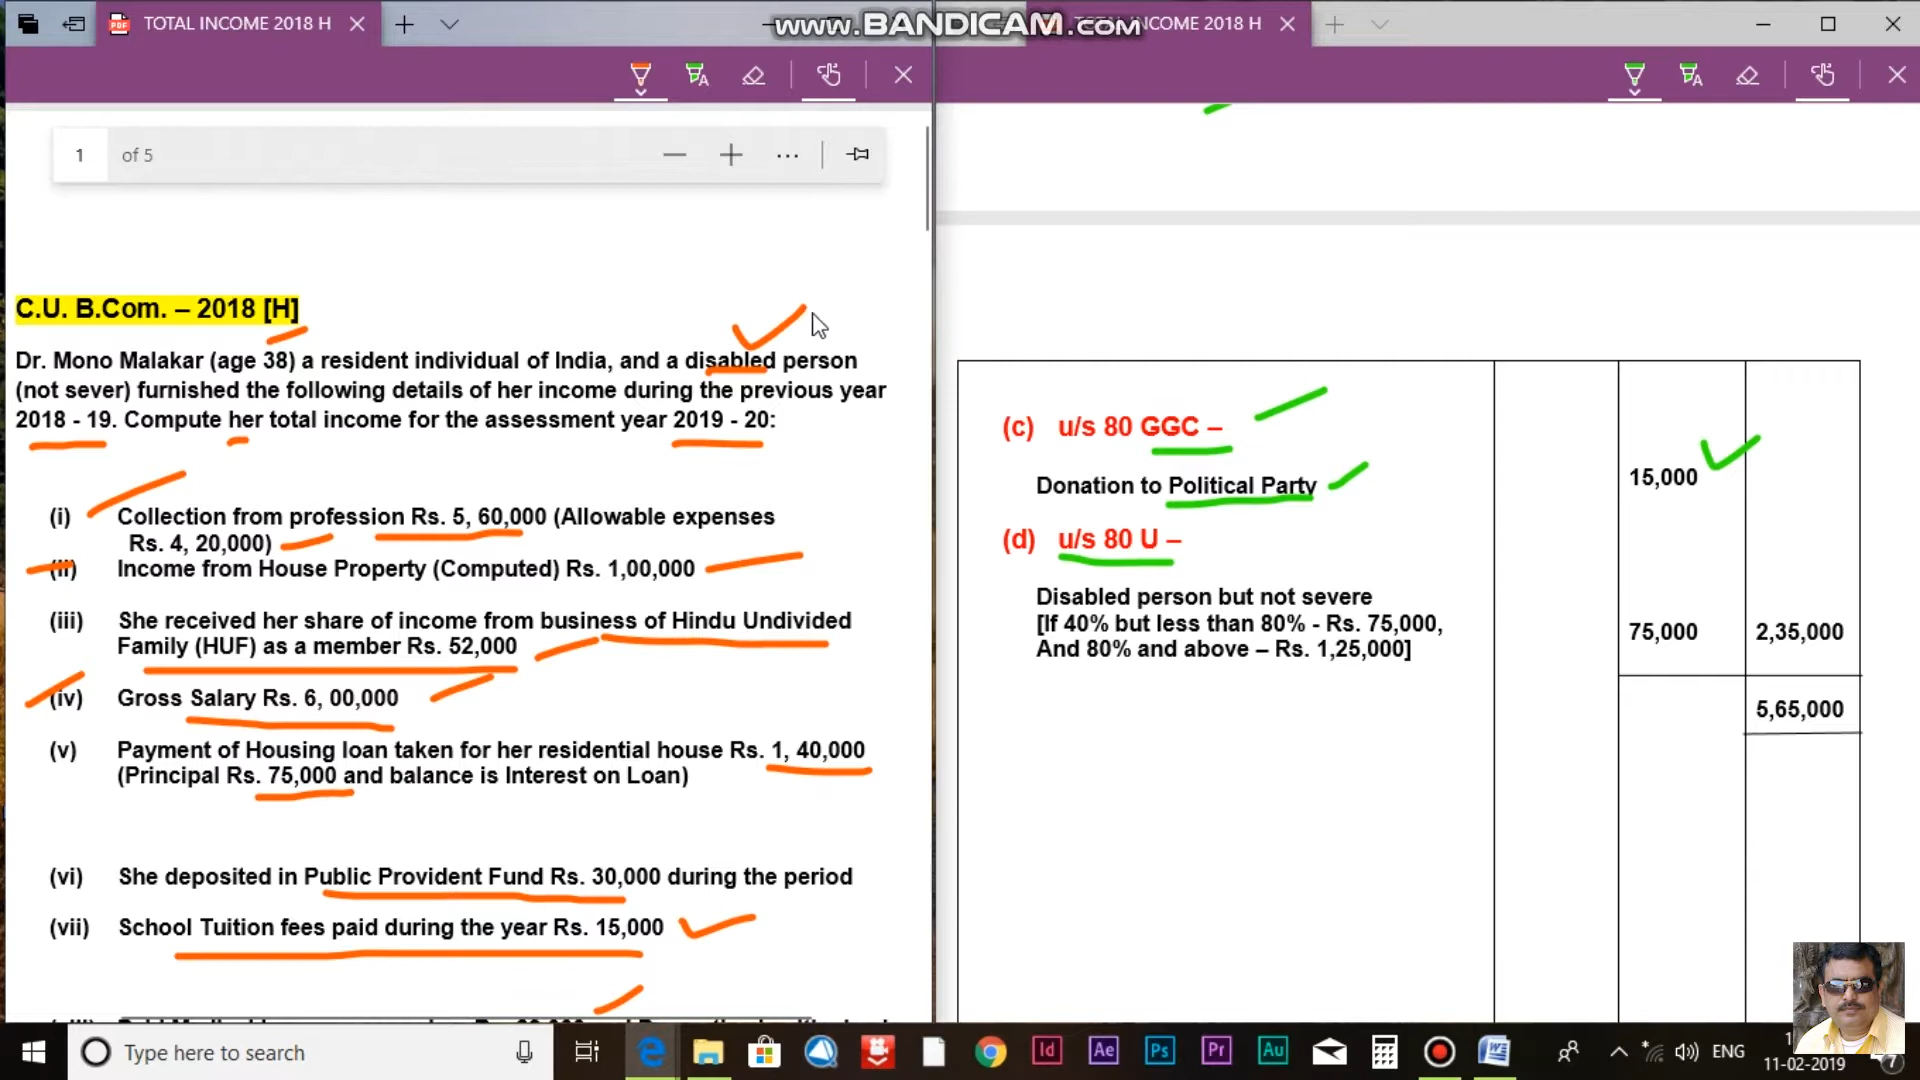 TOTAL INCOME 2018 H
www.BANDICAM.com
INCOME 2018 H
1 of 5
C.U. B.Com. – 2018 [H]
Dr. Mono Malakar (age 38) a resident individual of India, and a disabled person
(not sever) furnished the following details of her income during the previous year
2018 - 19. Compute her total income for the assessment year 2019 - 20:
(i) Collection from profession Rs. 5, 60,000 (Allowable expenses
Rs. 4, 20,000)
(ii) Income from House Property (Computed) Rs. 1,00,000
(iii) She received her share of income from business of Hindu Undivided
Family (HUF) as a member Rs. 52,000
(iv) Gross Salary Rs. 6, 00,000
(v) Payment of Housing loan taken for her residential house Rs. 1, 40,000
(Principal Rs. 75,000 and balance is Interest on Loan)
(vi) She deposited in Public Provident Fund Rs. 30,000 during the period
(vii) School Tuition fees paid during the year Rs. 15,000
(c) u/s 80 GGC –
Donation to Political Party
15,000
(d) u/s 80 U –
Disabled person but not severe
[If 40% but less than 80% - Rs. 75,000,
75,000 2,35,000
And 80% and above – Rs. 1,25,000]
5,65,000
Type here to search
Id
Ae
Ps
Pr
Au
ENG
11-02-2019
7